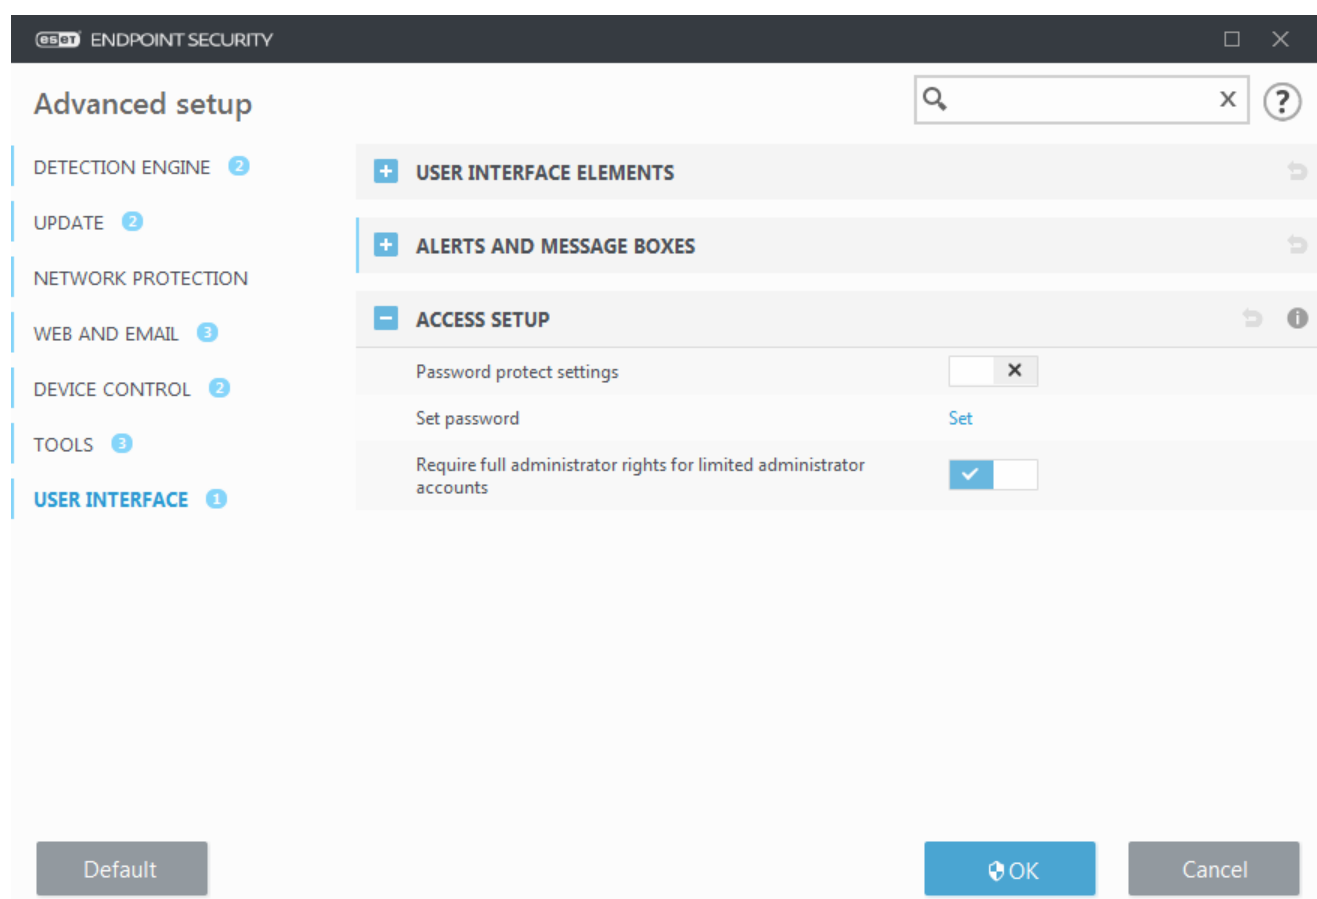 eset ENDPOINT SECURITY
Advanced setup
X
?
DETECTION ENGINE 2
UPDATE 2
NETWORK PROTECTION
WEB AND EMAIL 3
DEVICE CONTROL 2
TOOLS 3
USER INTERFACE 1
USER INTERFACE ELEMENTS
ALERTS AND MESSAGE BOXES
ACCESS SETUP
Password protect settings
Set password Set
Require full administrator rights for limited administrator
accounts
Default
OK
Cancel